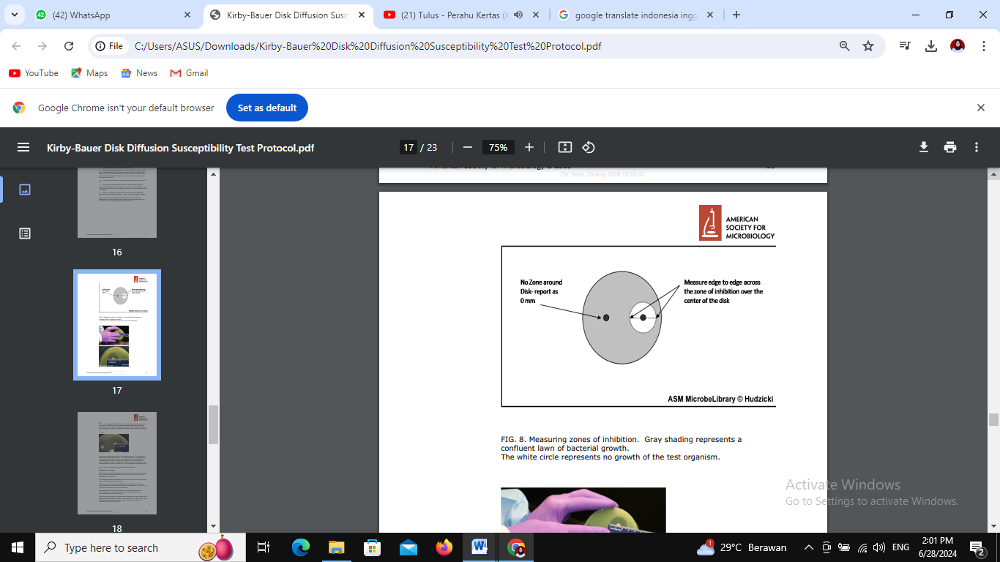 (42) WhatsApp
Kirby-Bauer Disk Diffusion Susc
(21) Tulus - Perahu Kertas (
google translate indonesia ingg
File
C:/Users/ASUS/Downloads/Kirby-Bauer%20Disk%20Diffusion%20Susceptibility%20Test%20Protocol.pdf
YouTube
Maps
News
Gmail
Google Chrome isn't your default browser
Set as default
Kirby-Bauer Disk Diffusion Susceptibility Test Protocol.pdf
17 / 23
75%
On: Wed, 29 Aug 2018 12:55:47
16
17
18
AMERICAN
SOCIETY FOR
MICROBIOLOGY
No Zone around
Disk- report as
0 mm
Measure edge to edge across
the zone of inhibition over the
center of the disk
ASM MicrobeLibrary © Hudzicki
FIG. 8. Measuring zones of inhibition. Gray shading represents a
confluent lawn of bacterial growth.
The white circle represents no growth of the test organism.
Activate Windows
Go to Settings to activate Windows.
Type here to search
1
29°C Berawan
ENG
2:01 PM
6/28/2024
2